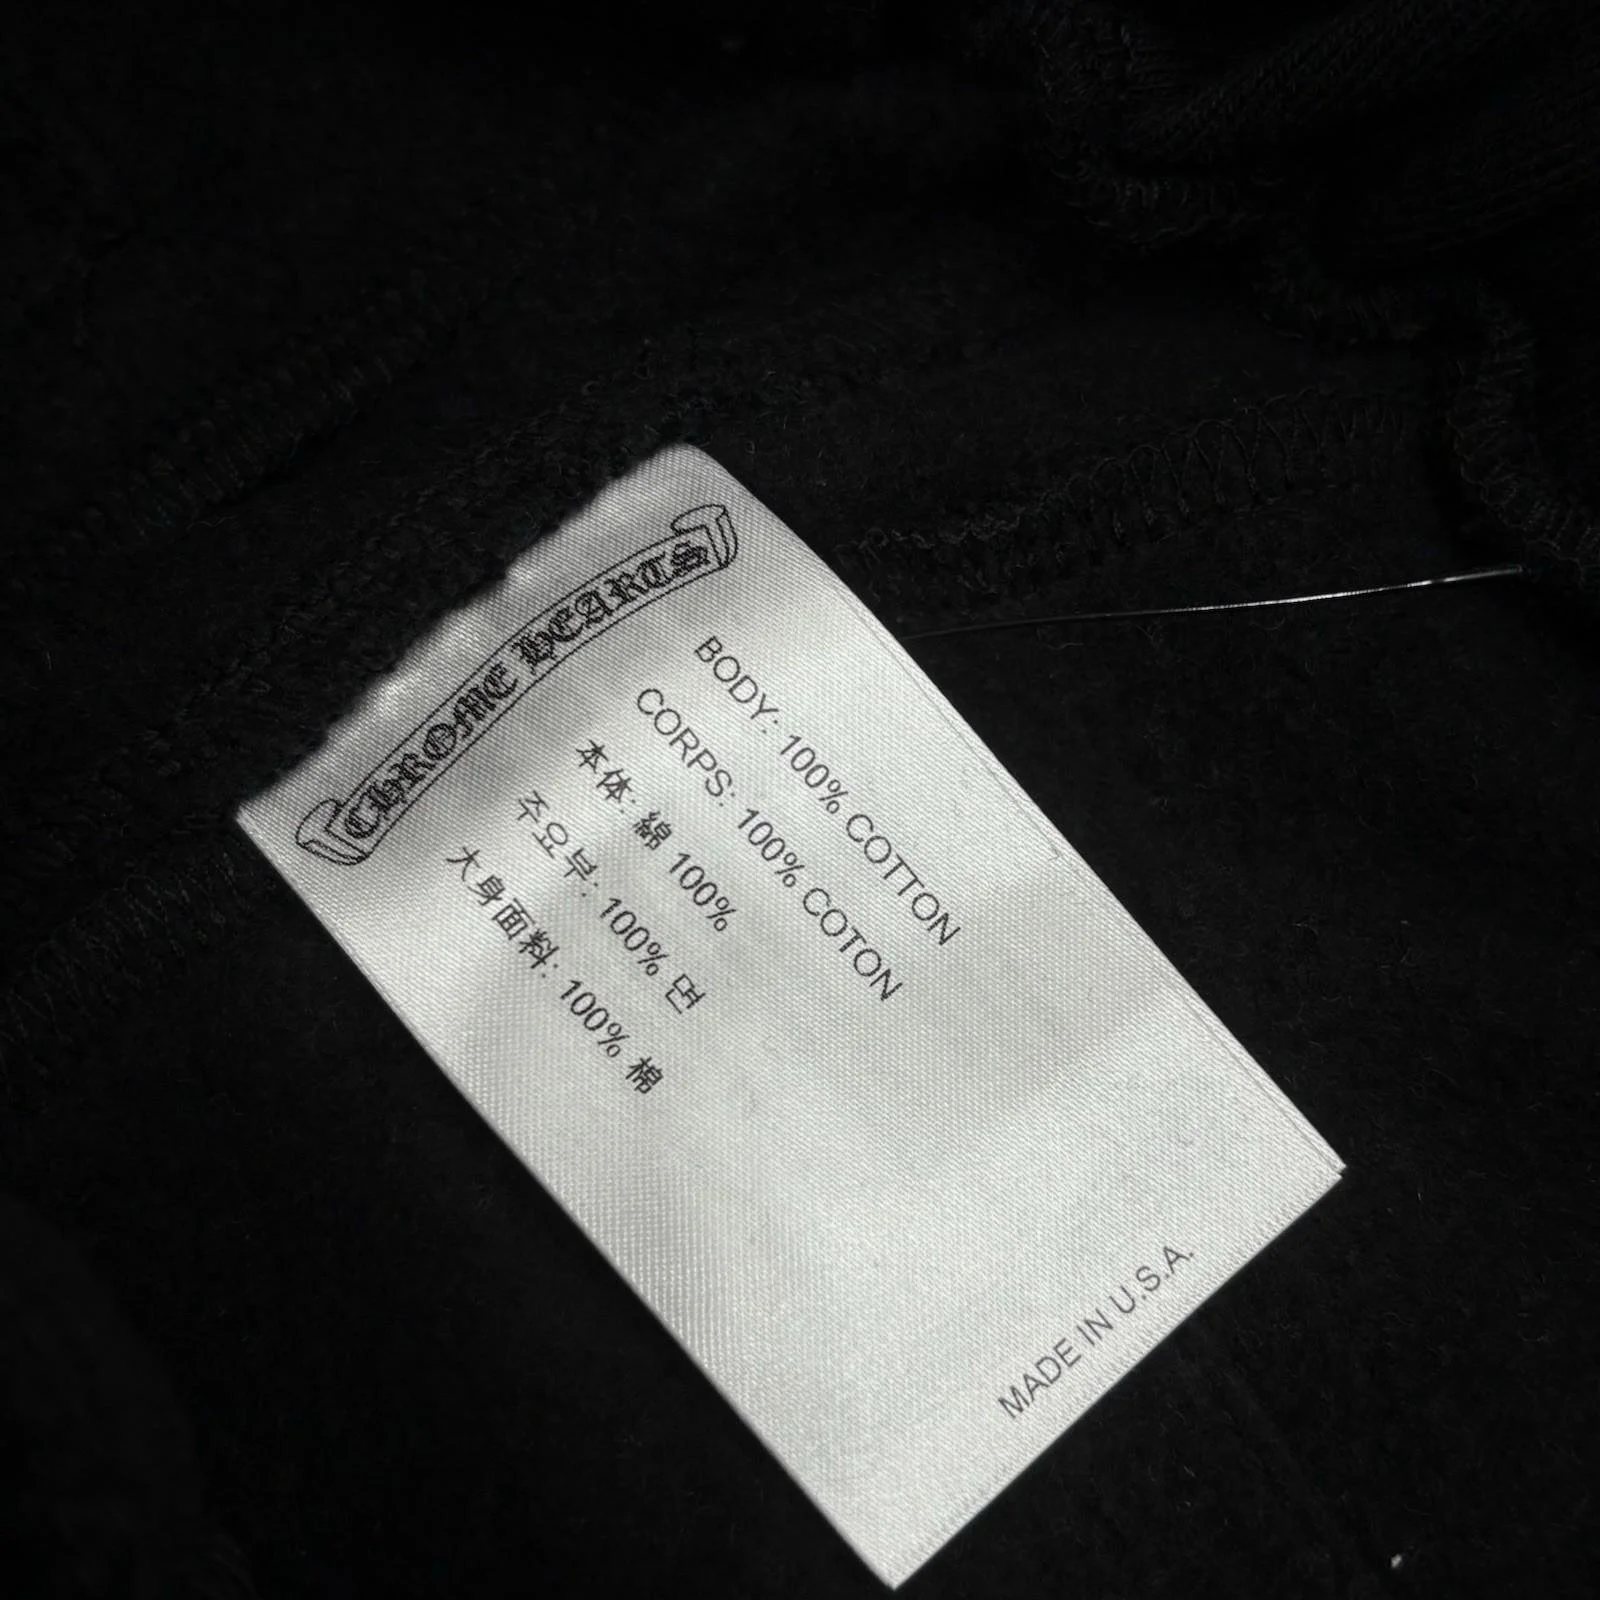 CHROME HEARTS
BODY: 100% COTTON
CORPS: 100% COTON
本体: 綿 100%
주요부: 100% 면
大身面料: 100% 棉
MADE IN U.S.A.